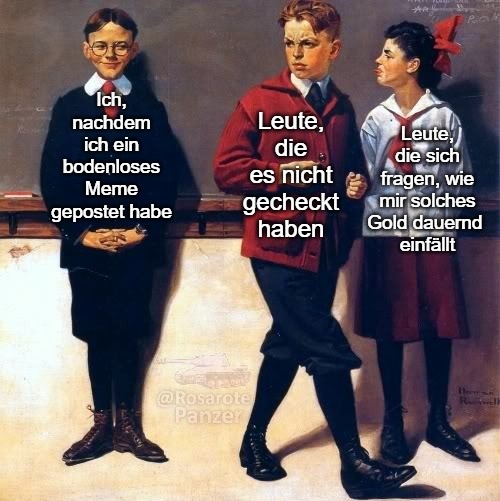 Ich,
nachdem
ich ein
bodenloses
Meme
gepostet habe
Leute,
die
es nicht
gecheckt
haben
Leute,
die sich
fragen, wie
mir solches
Gold dauernd
einfällt
@Rosarote
Panzer